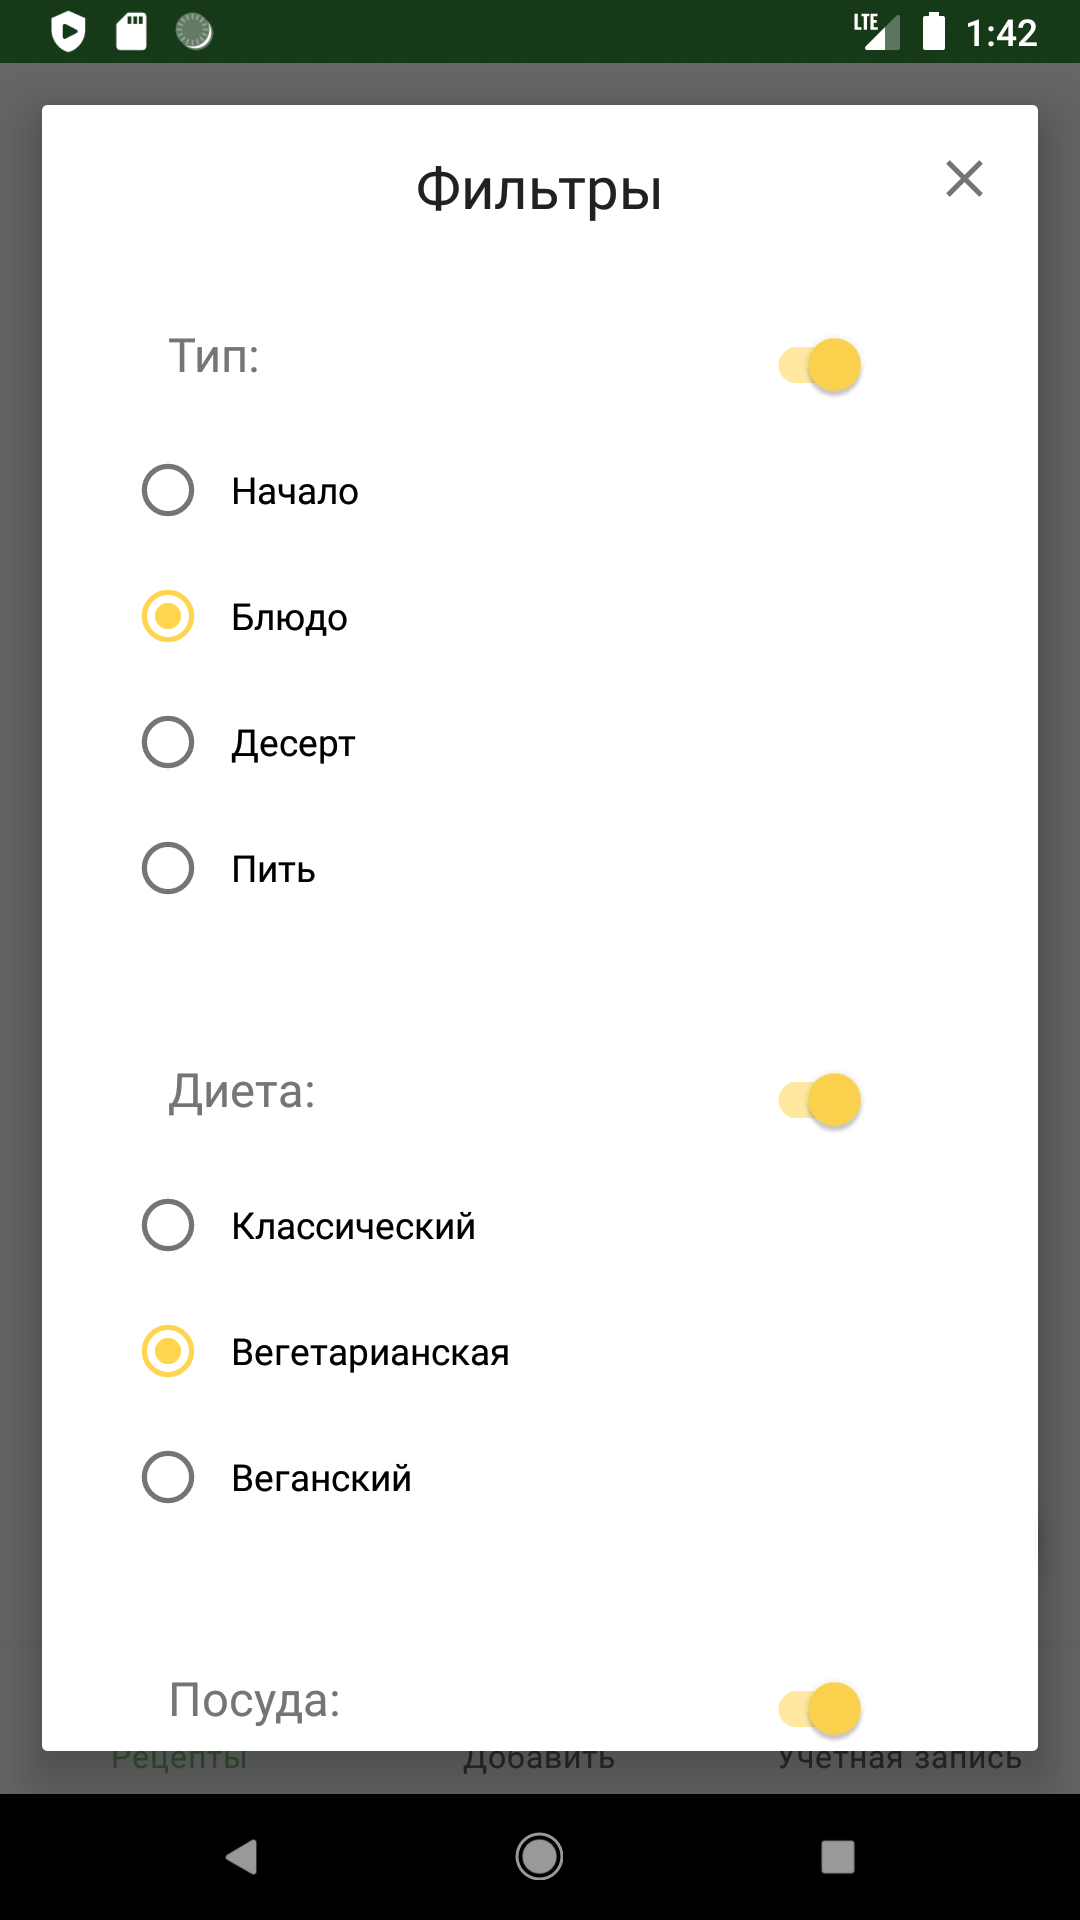 LTE 1:42
Фильтры
Тип:
Начало
Блюдо
Десерт
Пить
Диета:
Классический
Вегетарианская
Веганский
Посуда:
Рецепты Добавить Учетная запись